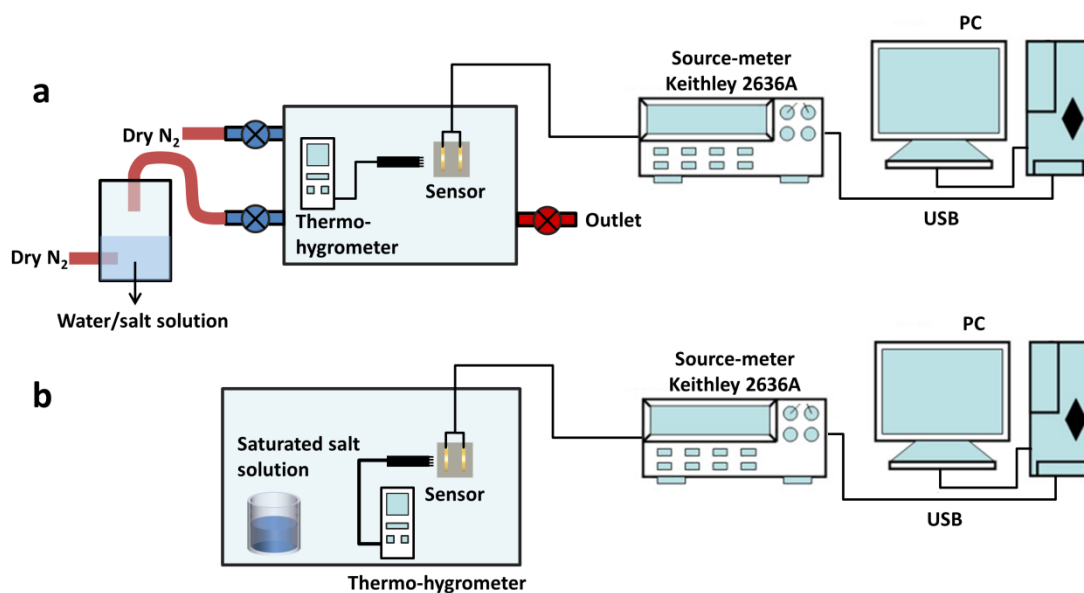 a
Dry N2
Dry N2
Water/salt solution
Thermo-
hygrometer
Sensor
Outlet
Source-meter
Keithley 2636A
PC
USB
b
Saturated salt
solution
Sensor
Thermo-hygrometer
Source-meter
Keithley 2636A
PC
USB